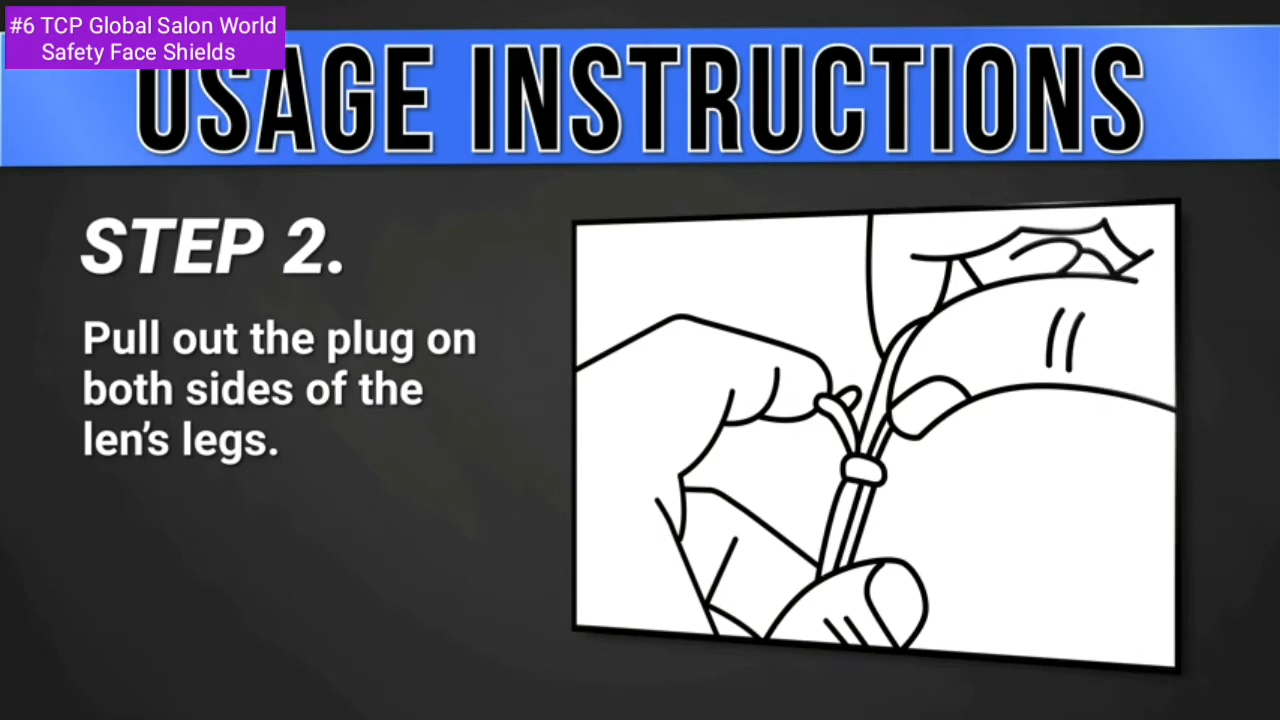 #6 TCP Global Salon World
Safety Face Shields
USAGE INSTRUCTIONS
STEP 2.
Pull out the plug on
both sides of the
len’s legs.